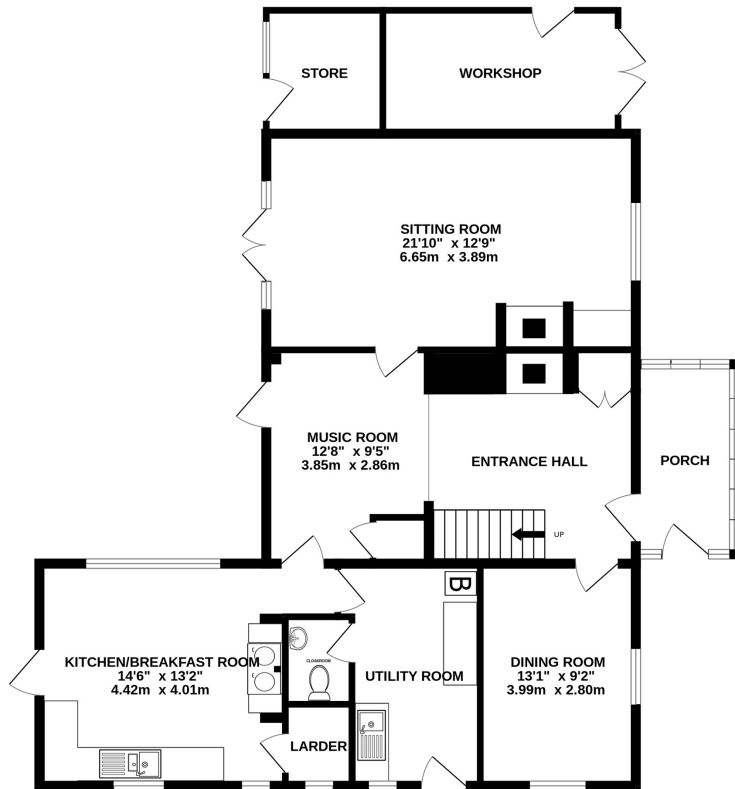 STORE
WORKSHOP
SITTING ROOM
21'10" x 12'9"
6.65m x 3.89m
MUSIC ROOM
12'8" x 9'5"
3.85m x 2.86m
ENTRANCE HALL
PORCH
UP
B
KITCHEN/BREAKFAST ROOM
14'6" x 13'2"
4.42m x 4.01m
CLOAKROOM
UTILITY ROOM
DINING ROOM
13'1" x 9'2"
3.99m x 2.80m
LARDER